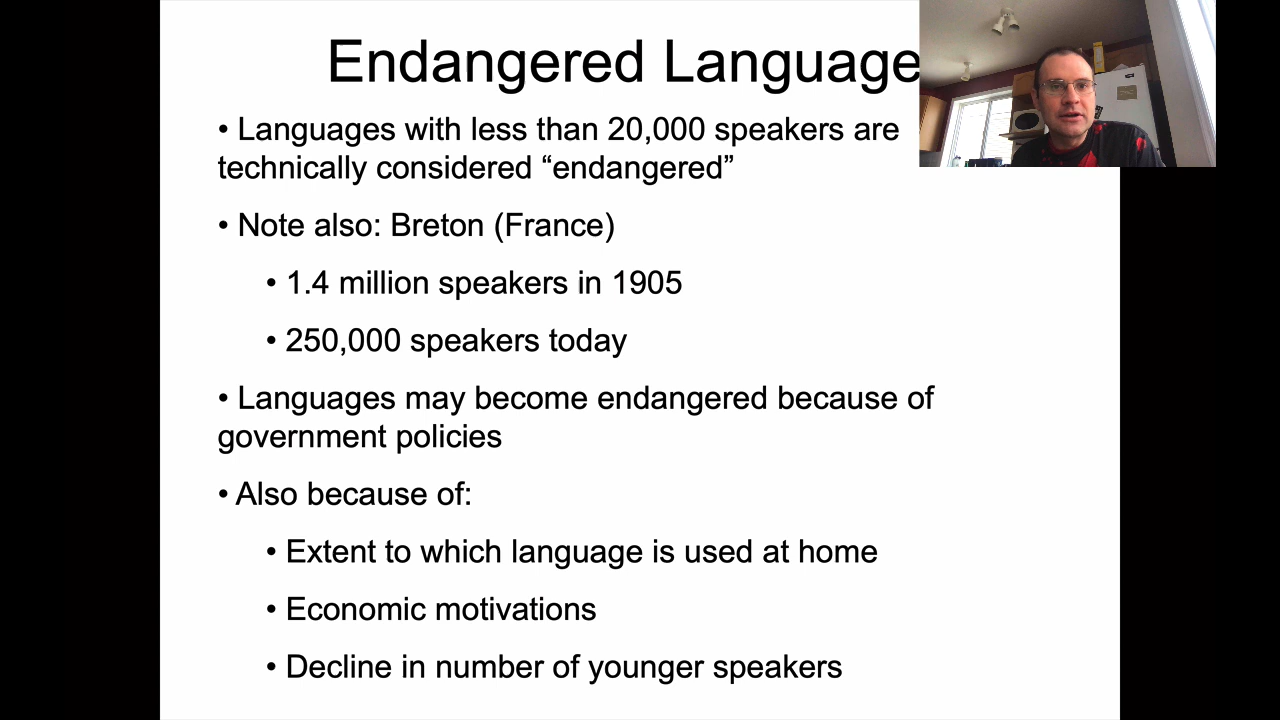 Endangered Language
• Languages with less than 20,000 speakers are
technically considered “endangered”
• Note also: Breton (France)
• 1.4 million speakers in 1905
• 250,000 speakers today
• Languages may become endangered because of
government policies
• Also because of:
• Extent to which language is used at home
• Economic motivations
• Decline in number of younger speakers